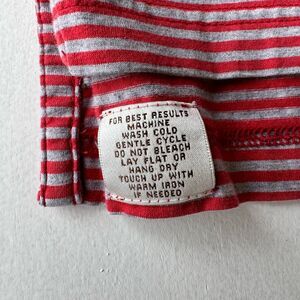 FOR BEST RESULTS
MACHINE
WASH COLD
GENTLE CYCLE
DO NOT BLEACH
LAY FLAT OR
HANG DRY
TOUCH UP WITH
WARM IRON
IF NEEDED